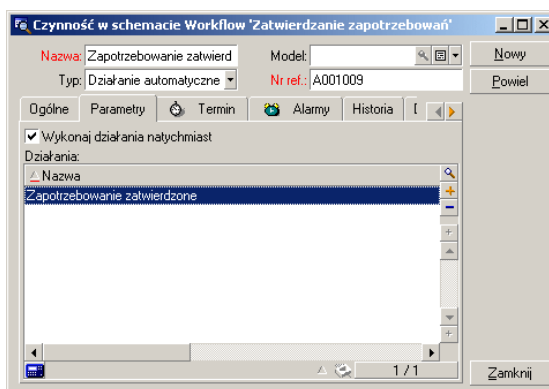 Czynność w schemacie Workflow 'Zatwierdzanie zapotrzebowań'
Nazwa: Zapotrzebowanie zatwierd Model: Nowy
Typ: Działanie automatyczne Nr ref.: A001009 Powiel
Ogólne Parametry Termin Alarmy Historia
Wykonaj działania natychmiast
Działania:
Nazwa
Zapotrzebowanie zatwierdzone
1 / 1
Zamknij